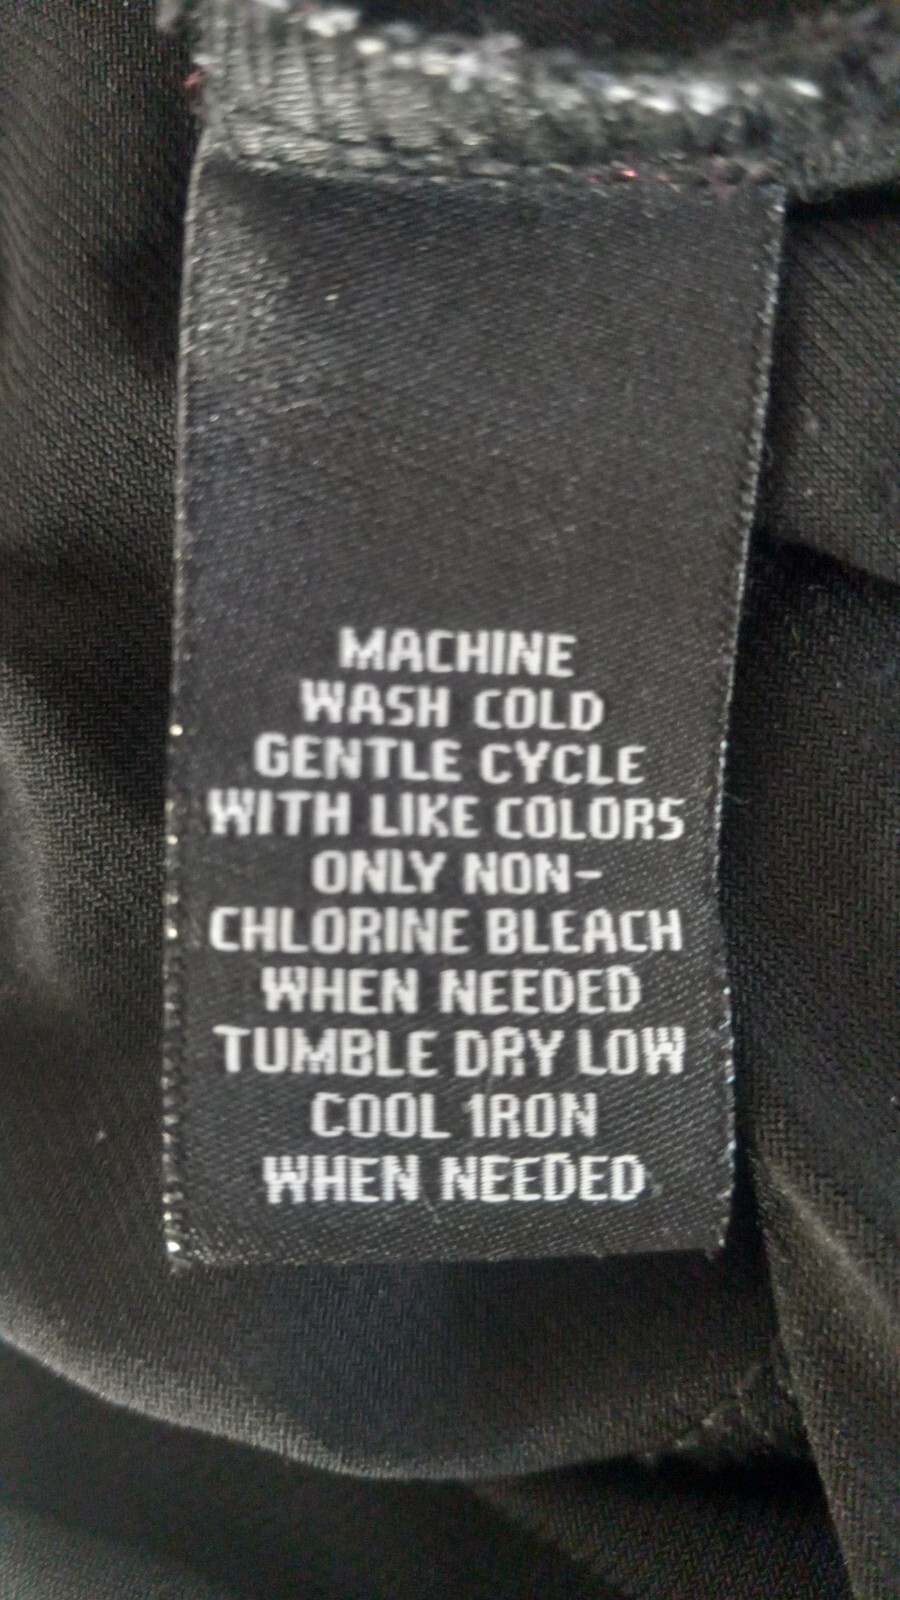 MACHINE
WASH COLD
GENTLE CYCLE
WITH LIKE COLORS
ONLY NON-
CHLORINE BLEACH
WHEN NEEDED
TUMBLE DRY LOW
COOL IRON
WHEN NEEDED